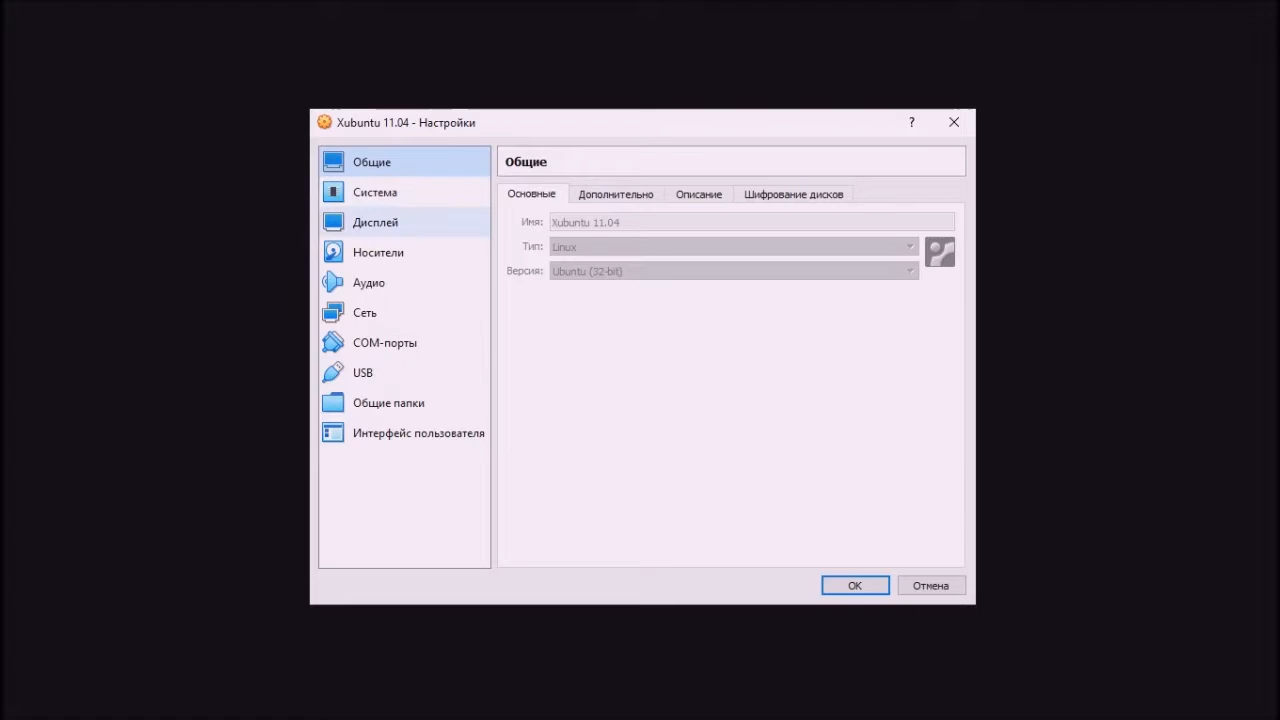 Xubuntu 11.04 - Настройки
?
Общие
Система
Дисплей
Носители
Аудио
Сеть
COM-порты
USB
Общие папки
Интерфейс пользователя
Общие
Основные
Дополнительно
Описание
Шифрование дисков
Имя: Xubuntu 11.04
Тип: Linux
Версия: Ubuntu (32-bit)
OK
Отмена